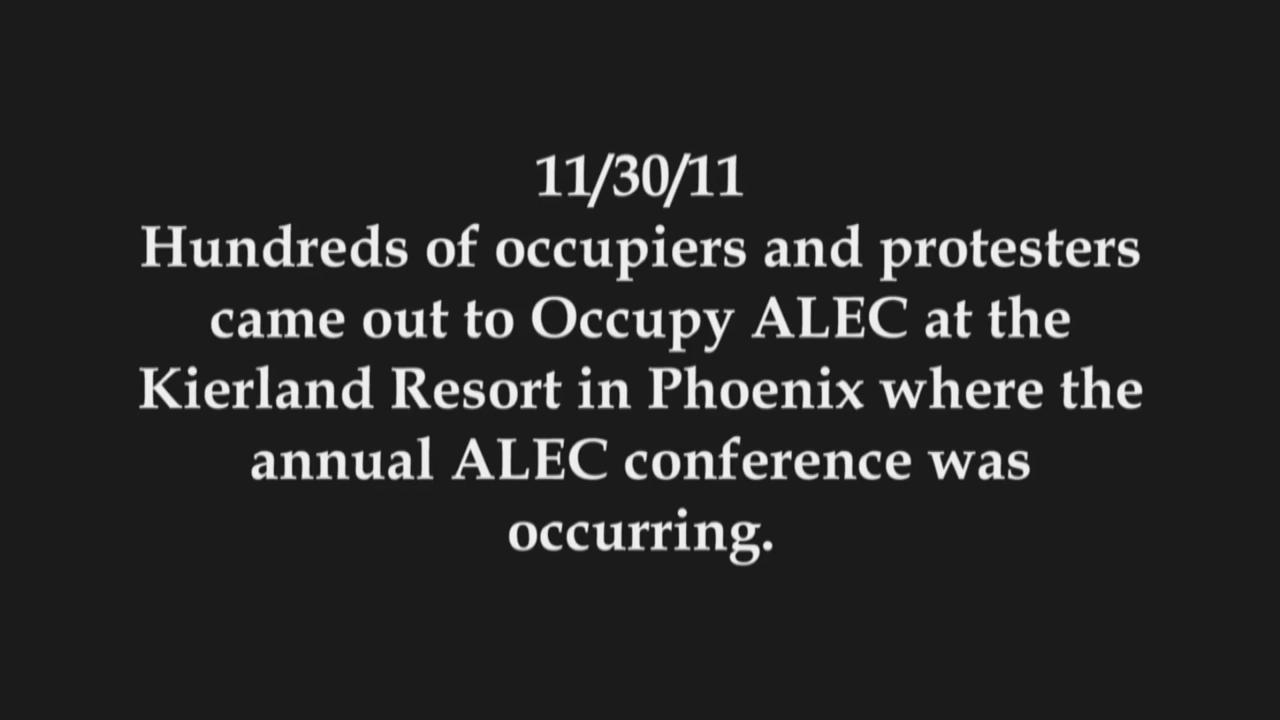 11/30/11
Hundreds of occupiers and protesters
came out to Occupy ALEC at the
Kierland Resort in Phoenix where the
annual ALEC conference was
occurring.